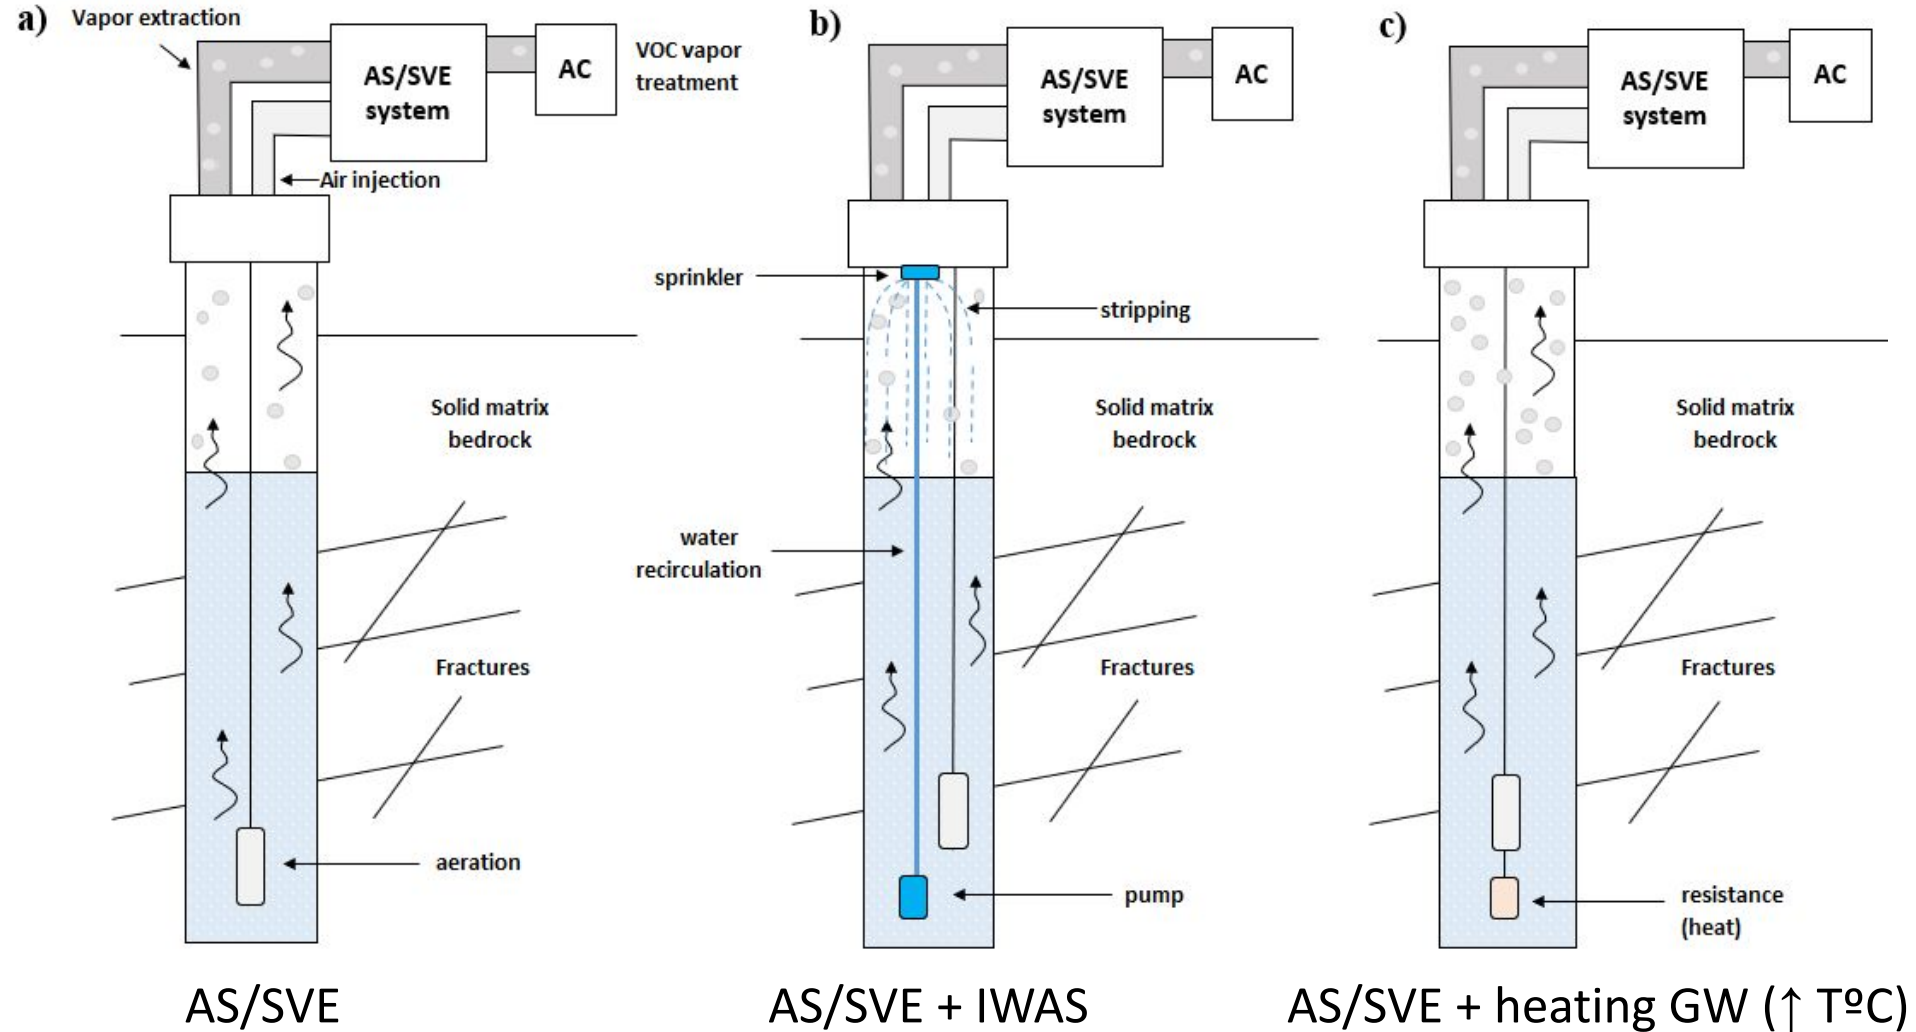 a)
Vapor extraction
AS/SVE
system
AC
VOC vapor
treatment
Air injection
Solid matrix
bedrock
Fractures
aeration
AS/SVE
b)
AS/SVE
system
AC
sprinkler
stripping
Solid matrix
bedrock
water
recirculation
Fractures
pump
AS/SVE + IWAS
c)
AS/SVE
system
AC
Solid matrix
bedrock
Fractures
resistance
(heat)
AS/SVE + heating GW (↑ TºC)